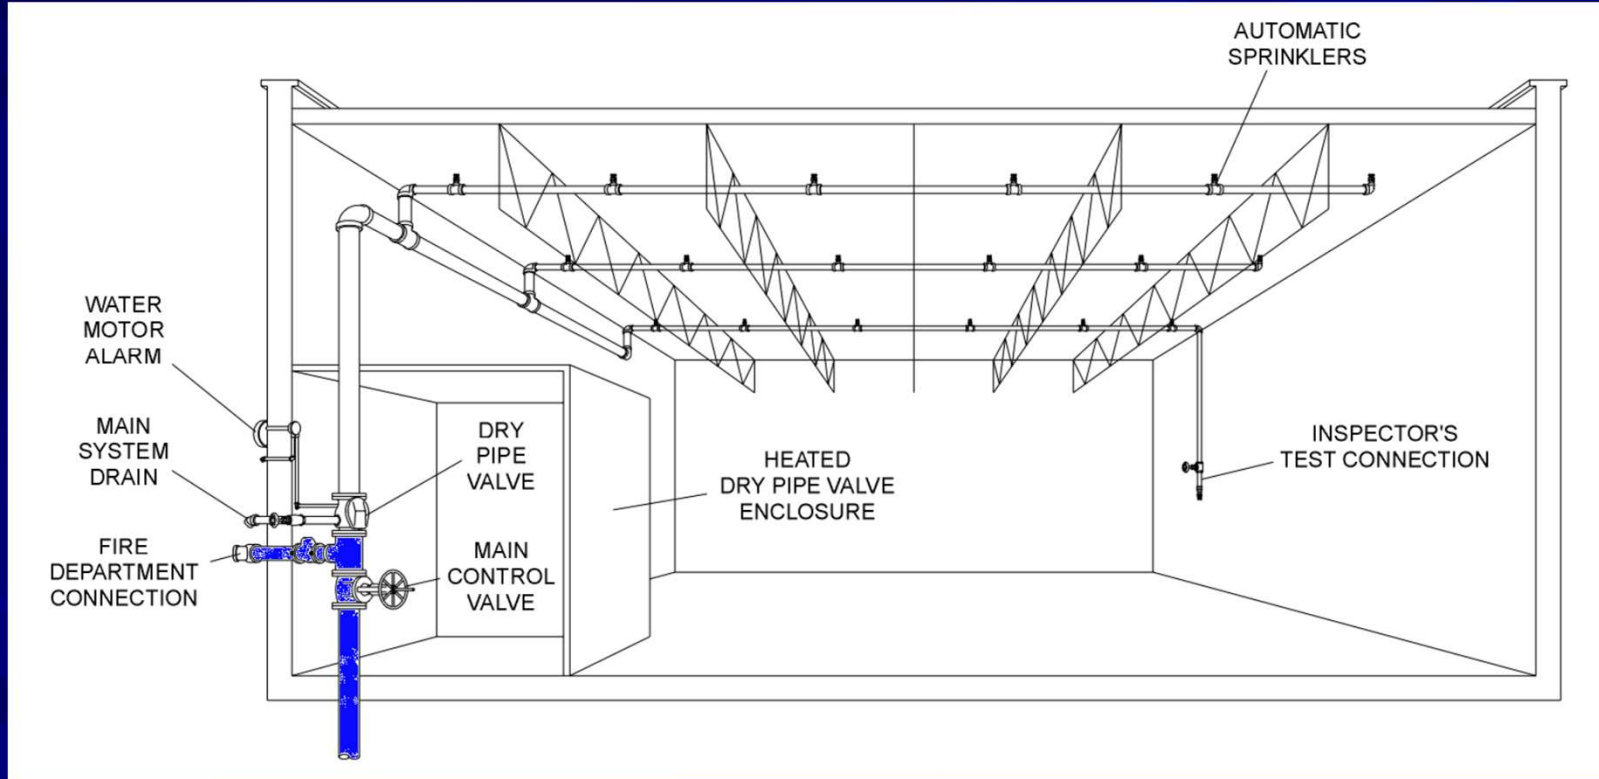 AUTOMATIC
SPRINKLERS
WATER
MOTOR
ALARM
MAIN
SYSTEM
DRAIN
DRY
PIPE
VALVE
HEATED
DRY PIPE VALVE
ENCLOSURE
INSPECTOR'S
TEST CONNECTION
FIRE
DEPARTMENT
CONNECTION
MAIN
CONTROL
VALVE